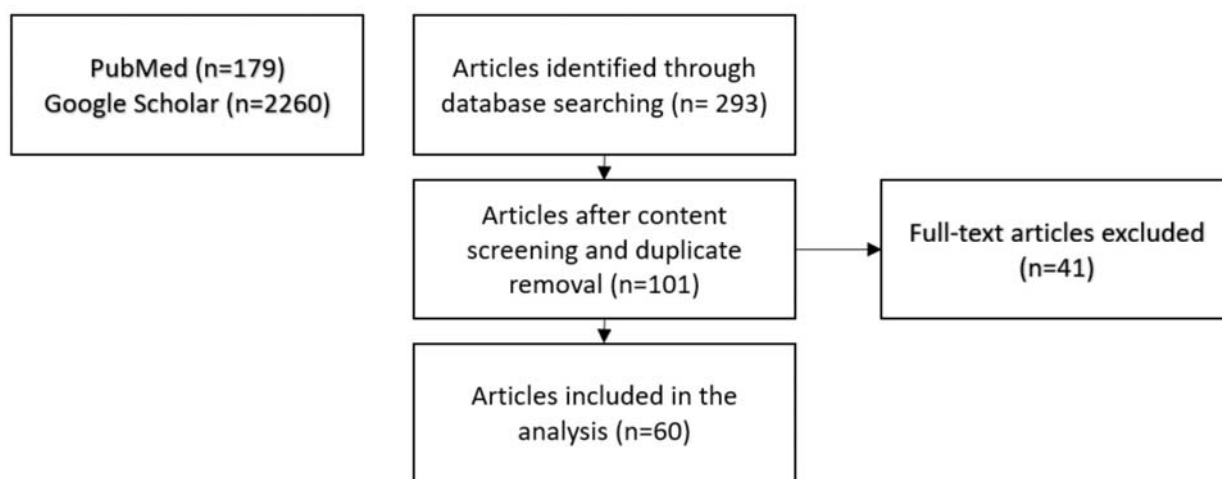 PubMed (n=179)
Google Scholar (n=2260)
Articles identified through
database searching (n= 293)
Articles after content
screening and duplicate
removal (n=101)
Full-text articles excluded
(n=41)
Articles included in the
analysis (n=60)